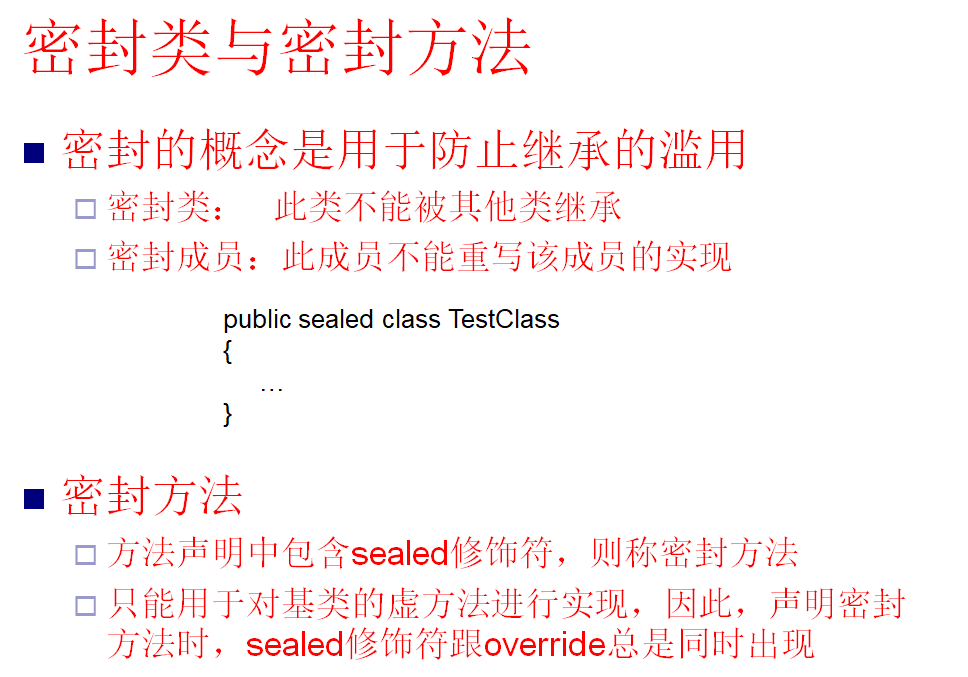 密封类与密封方法
密封的概念是用于防止继承的滥用
密封类： 此类不能被其他类继承
密封成员：此成员不能重写该成员的实现
public sealed class TestClass
{
…
}
密封方法
方法声明中包含sealed修饰符，则称密封方法
只能用于对基类的虚方法进行实现，因此，声明密封
方法时，sealed修饰符跟override总是同时出现